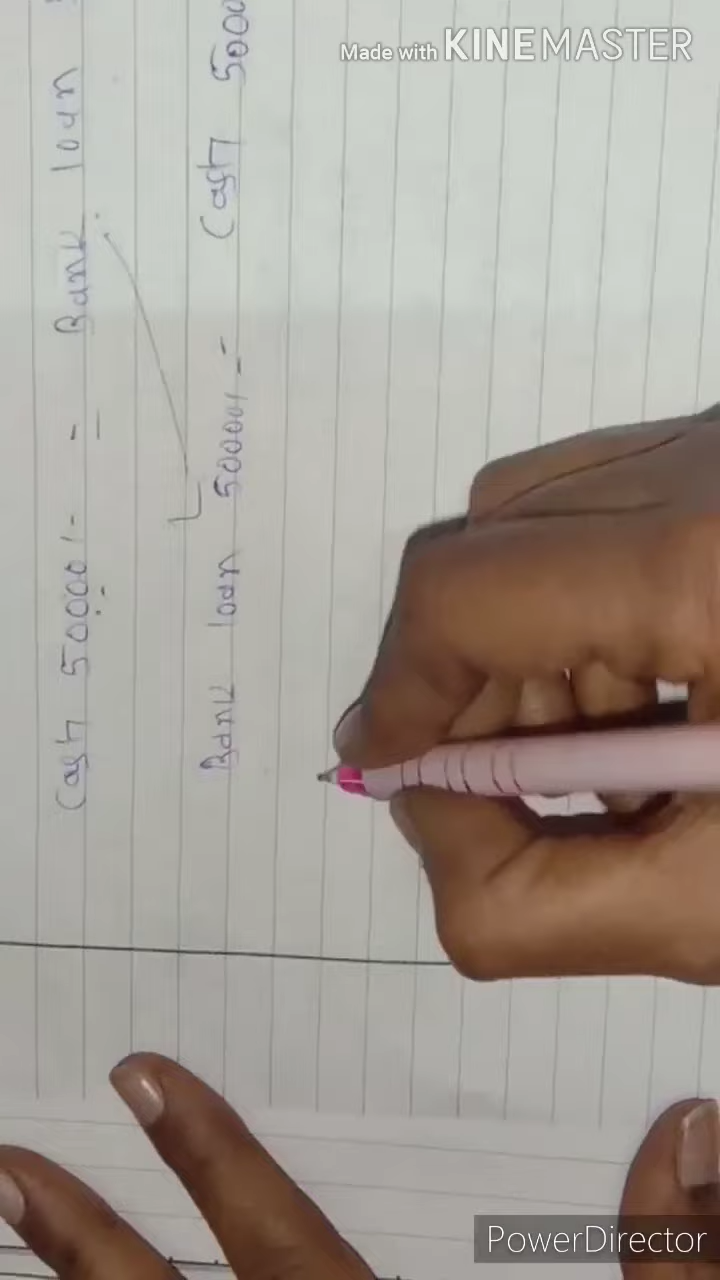 Made with KINEMASTER
Cash 50000/- - Bank loan
Bank loan 50000/- - Cash 5000
PowerDirector